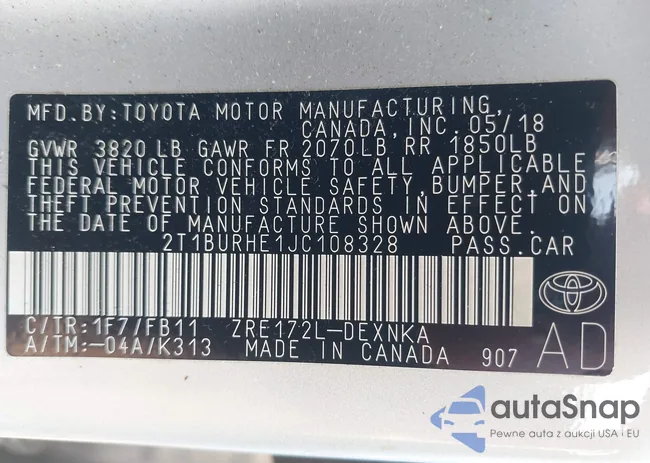 MFD.BY:TOYOTA MOTOR MANUFACTURING,
CANADA, INC. 05/18
GVWR 3820 LB GAWR FR 2070LB RR 1850LB
THIS VEHICLE CONFORMS TO ALL APPLICABLE
FEDERAL MOTOR VEHICLE SAFETY,BUMPER,AND
THEFT PREVENTION STANDARDS IN EFFECT ON
THE DATE OF MANUFACTURE SHOWN ABOVE.
2T1BURHE1JC108328 PASS.CAR
C/TR:1F7/FB11 ZRE172L-DEXNKA
A/TM:-04A/K313 MADE IN CANADA 907 AD
autaSnap
Pewne auta z aukcji USA i EU